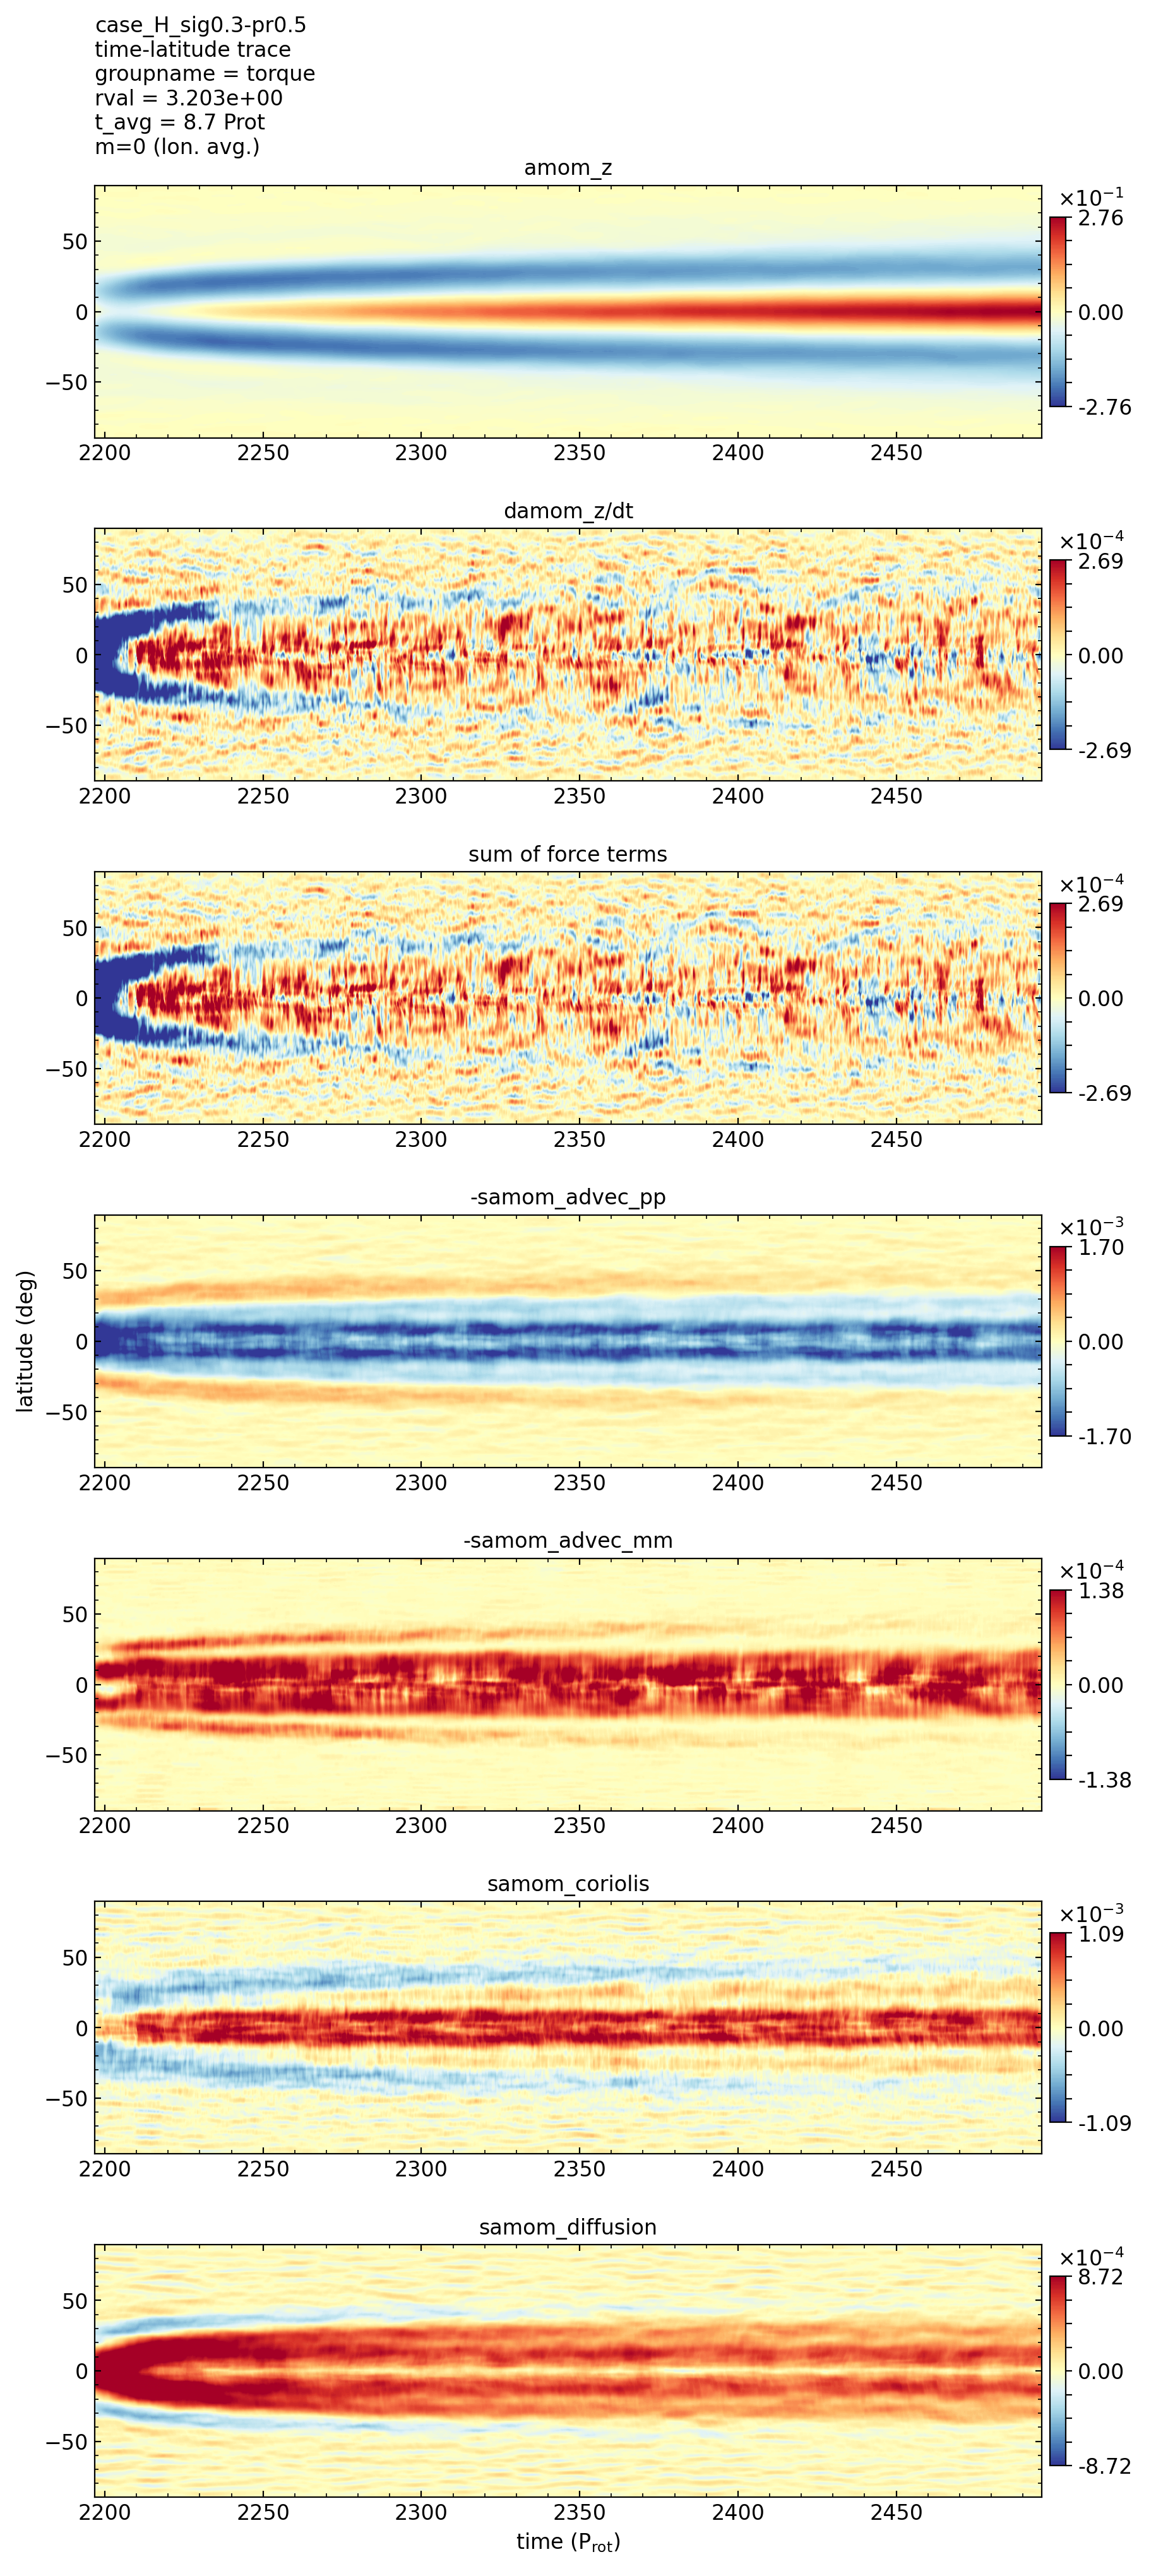 case_H_sig0.3-pr0.5
time-latitude trace
groupname = torque
rval = 3.203e+00
t_avg = 8.7 Prot
m=0 (lon. avg.)
amom_z
×10⁻¹
2.76
0.00
-2.76
50
0
−50
2200 2250 2300 2350 2400 2450
damom_z/dt
×10⁻⁴
2.69
0.00
-2.69
50
0
−50
2200 2250 2300 2350 2400 2450
sum of force terms
×10⁻⁴
2.69
0.00
-2.69
50
0
−50
2200 2250 2300 2350 2400 2450
-samom_advec_pp
×10⁻³
1.70
0.00
-1.70
50
0
−50
latitude (deg)
2200 2250 2300 2350 2400 2450
-samom_advec_mm
×10⁻⁴
1.38
0.00
-1.38
50
0
−50
2200 2250 2300 2350 2400 2450
samom_coriolis
×10⁻³
1.09
0.00
-1.09
50
0
−50
2200 2250 2300 2350 2400 2450
samom_diffusion
×10⁻⁴
8.72
0.00
-8.72
50
0
−50
2200 2250 2300 2350 2400 2450
time (P_rot)